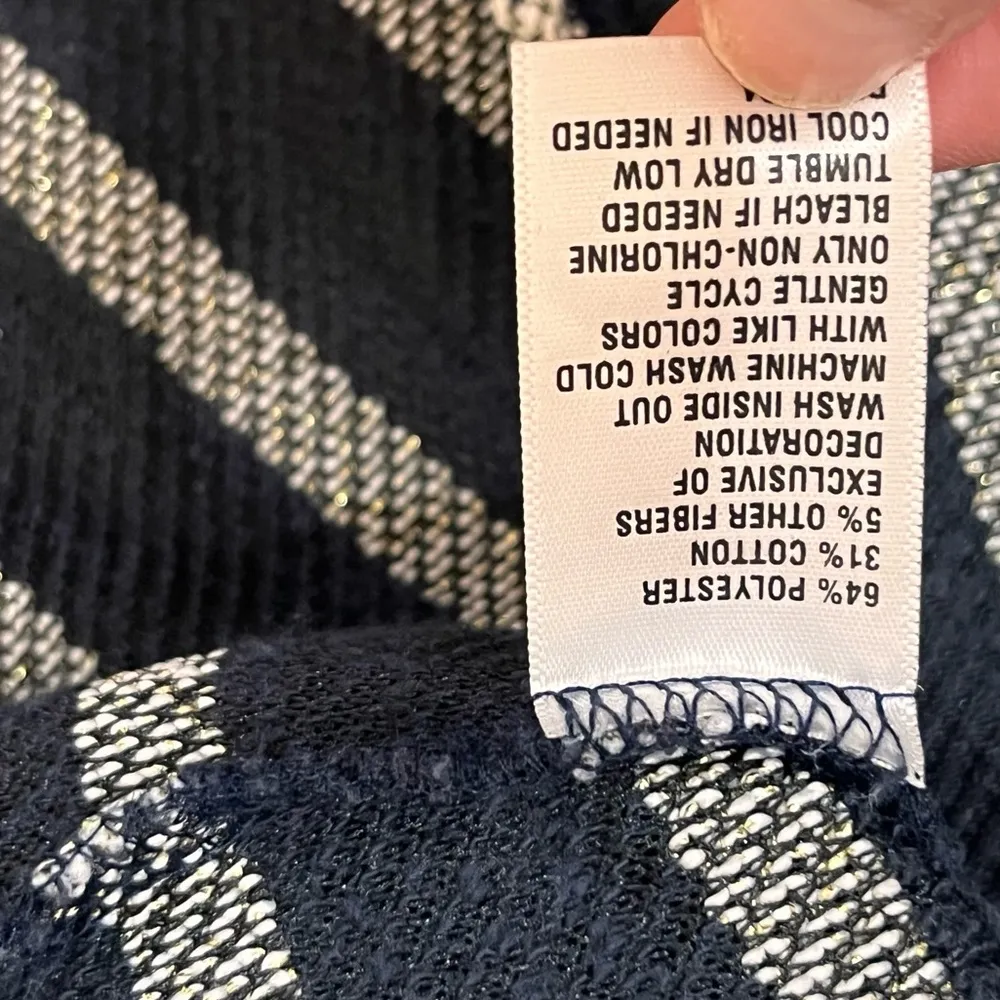 64% POLYESTER
31% COTTON
5% OTHER FIBERS
EXCLUSIVE OF
DECORATION
WASH INSIDE OUT
MACHINE WASH COLD
WITH LIKE COLORS
GENTLE CYCLE
ONLY NON-CHLORINE
BLEACH IF NEEDED
TUMBLE DRY LOW
COOL IRON IF NEEDED